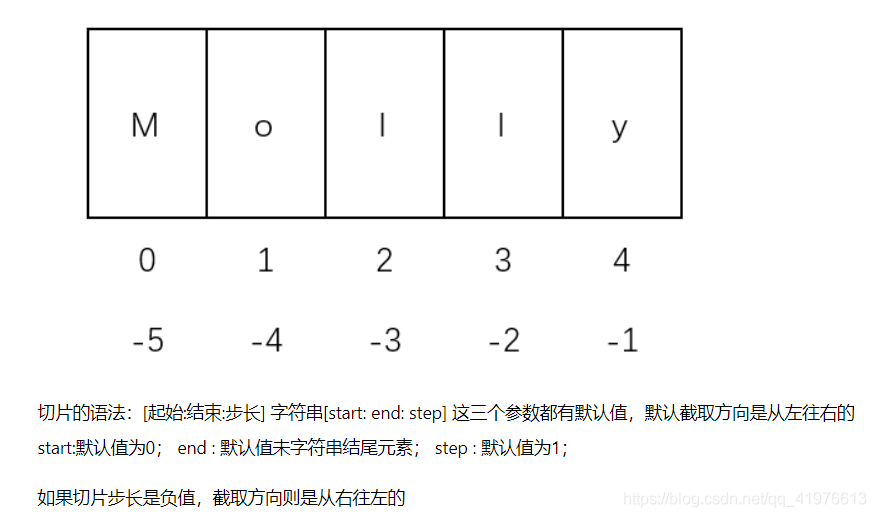 M o l l y
0 1 2 3 4
-5 -4 -3 -2 -1
切片的语法：[起始:结束:步长] 字符串[start: end: step] 这三个参数都有默认值，默认截取方向是从左往右的
start:默认值为0； end : 默认值未字符串结尾元素； step : 默认值为1；
如果切片步长是负值，截取方向则是从右往左的
https://blog.csdn.net/qq_41976613